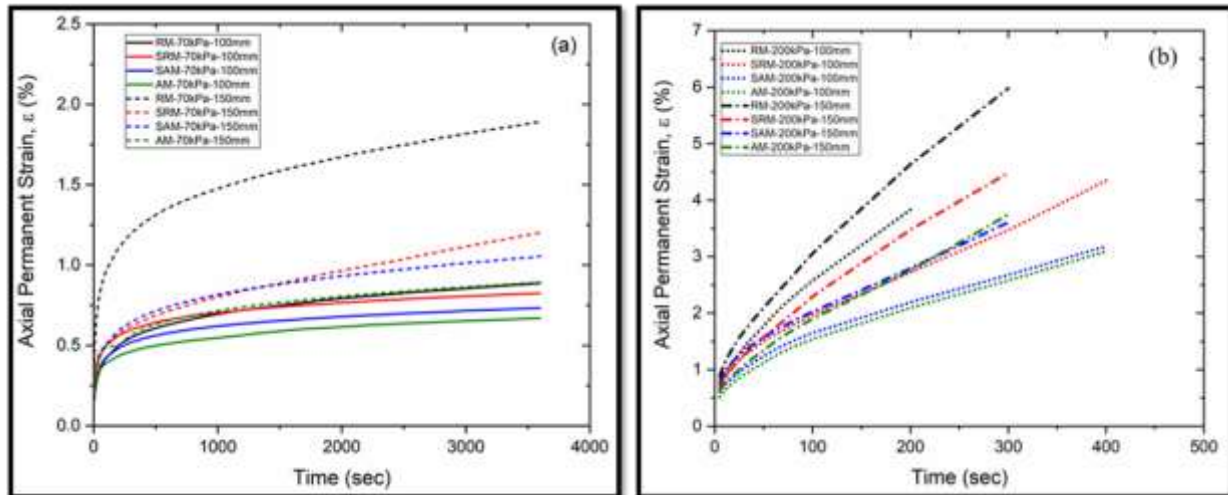 (a)
RM-70kPa-100mm
SRM-70kPa-100mm
SAM-70kPa-100mm
AM-70kPa-100mm
RM-70kPa-150mm
SRM-70kPa-150mm
SAM-70kPa-150mm
AM-70kPa-150mm
Axial Permanent Strain, ε (%)
2.5
2.0
1.5
1.0
0.5
0.0
0 1000 2000 3000 4000
Time (sec)
(b)
RM-200kPa-100mm
SRM-200kPa-100mm
SAM-200kPa-100mm
AM-200kPa-100mm
RM-200kPa-150mm
SRM-200kPa-150mm
SAM-200kPa-150mm
AM-200kPa-150mm
Axial Permanent Strain, ε (%)
7
6
5
4
3
2
1
0
0 100 200 300 400 500
Time (sec)